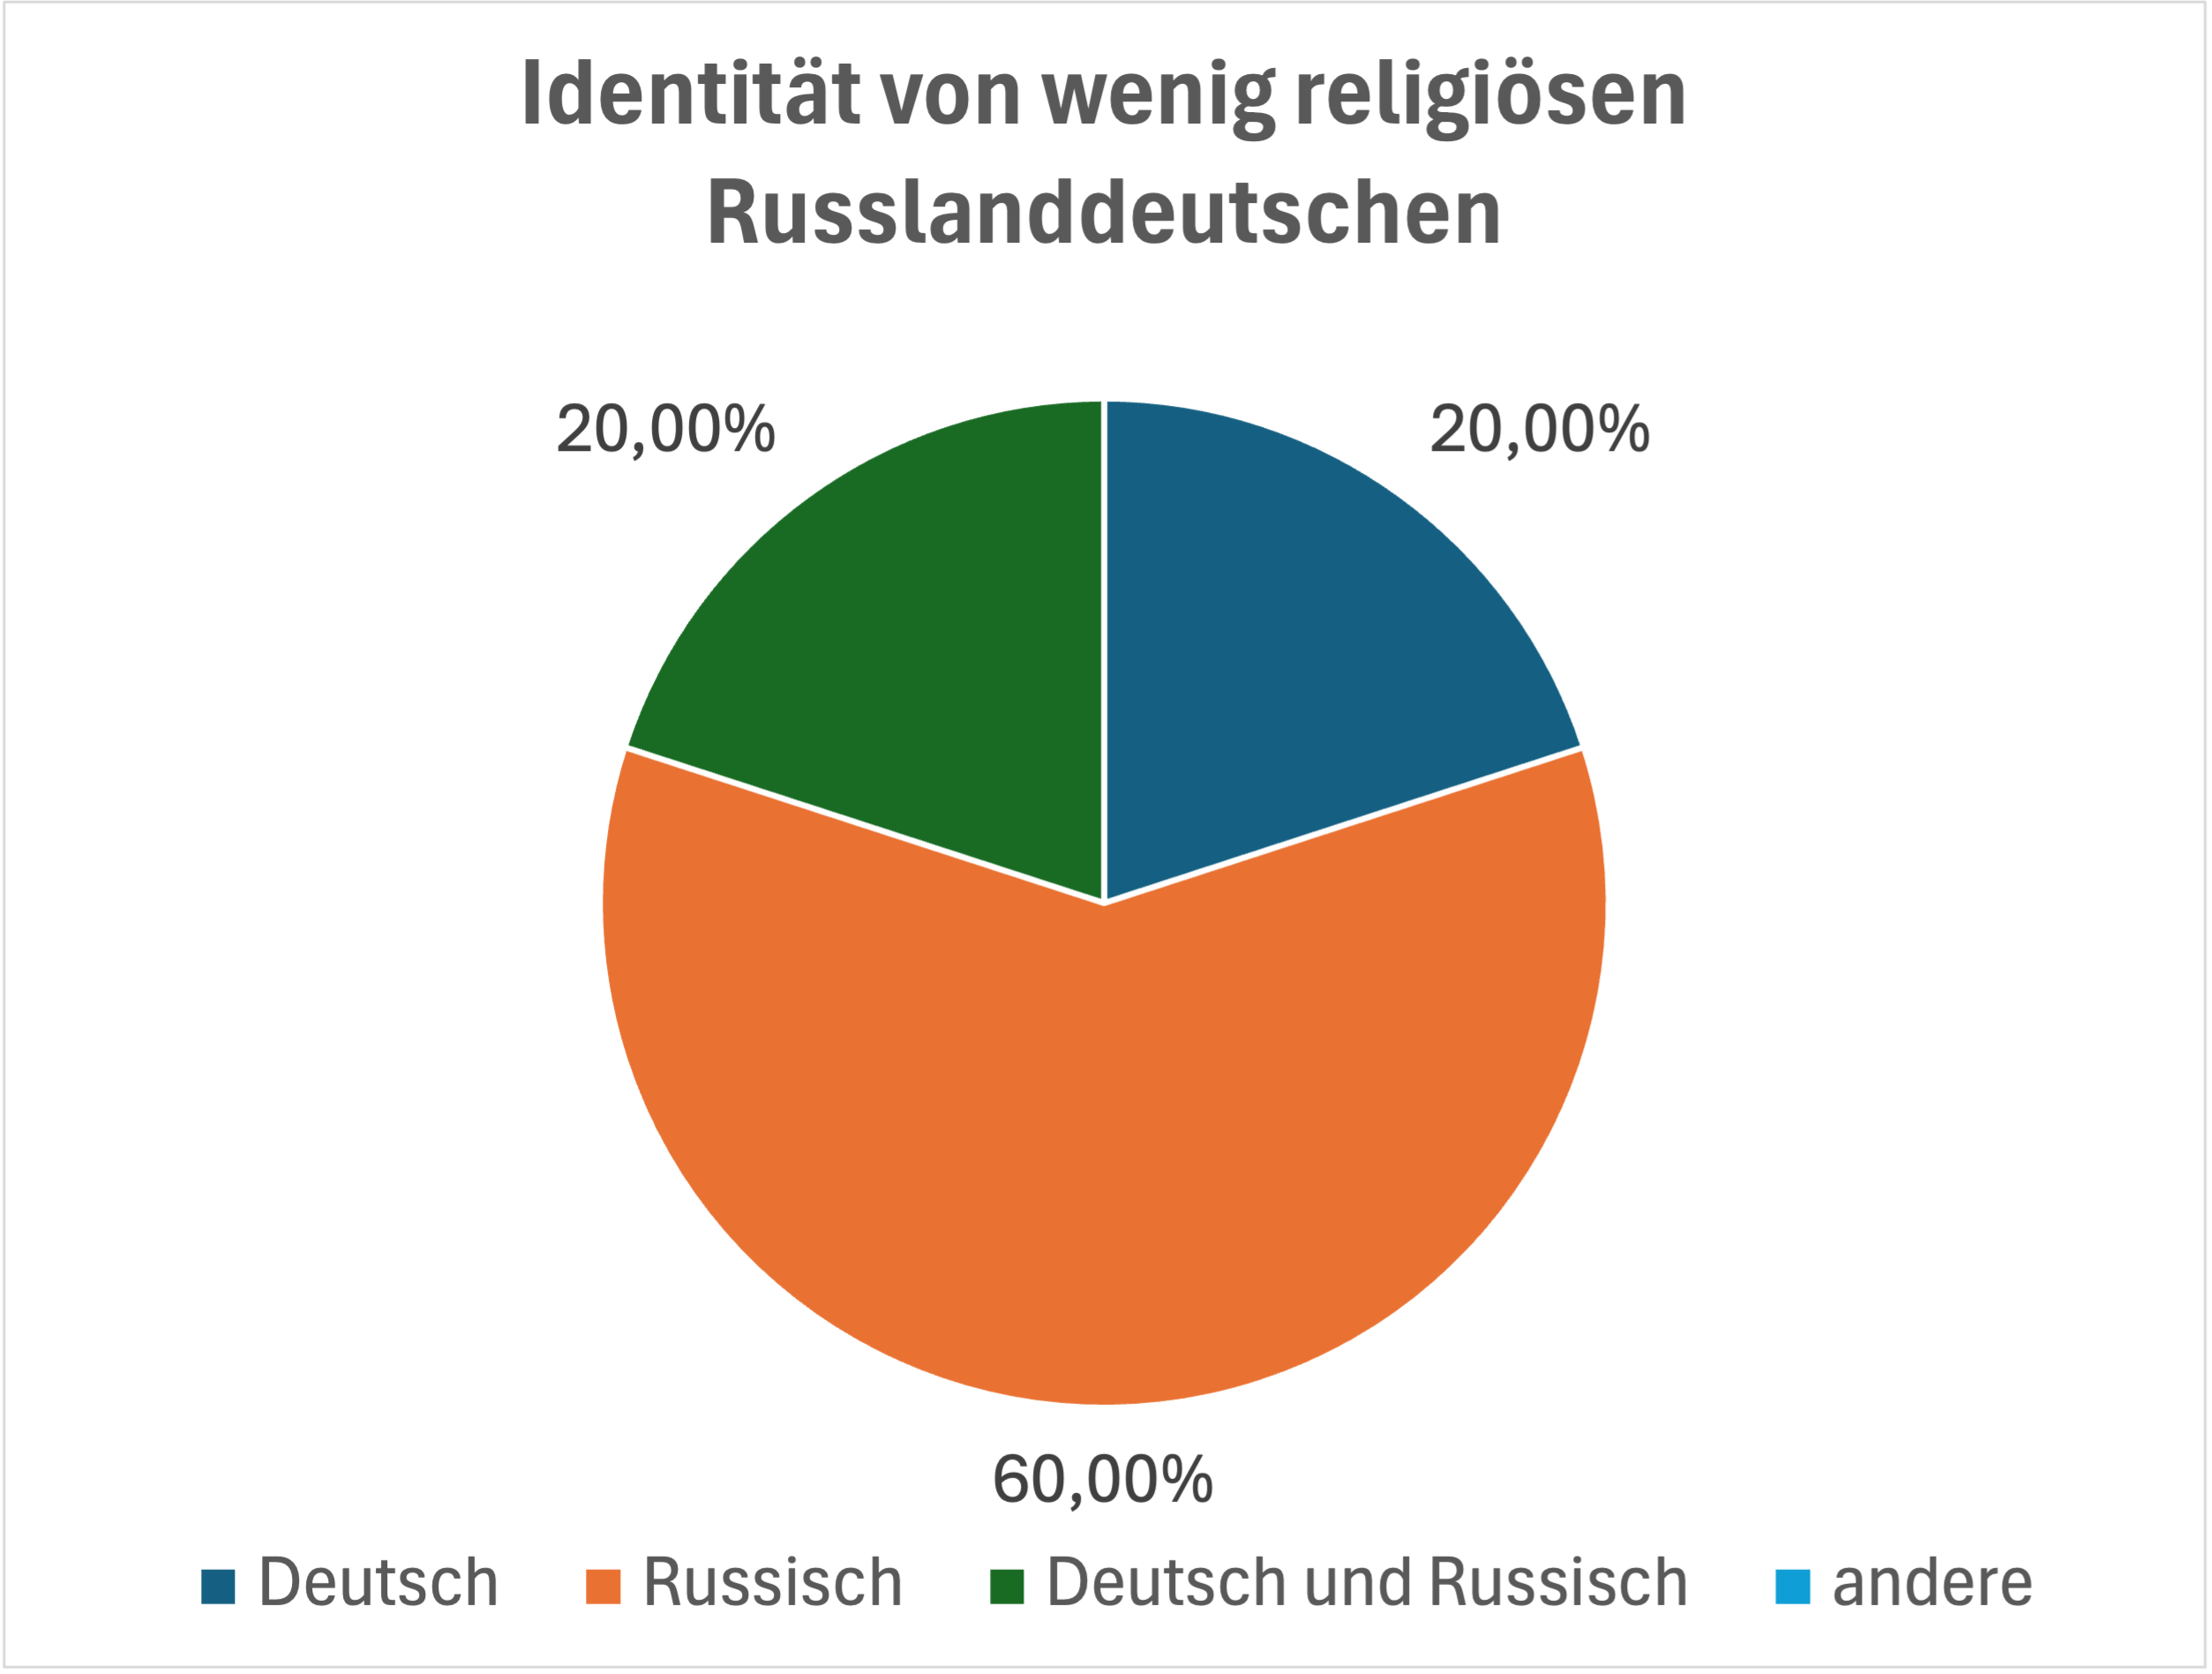 Identität von wenig religiösen
Russlanddeutschen
20,00%
20,00%
60,00%
Deutsch
Russisch
Deutsch und Russisch
andere